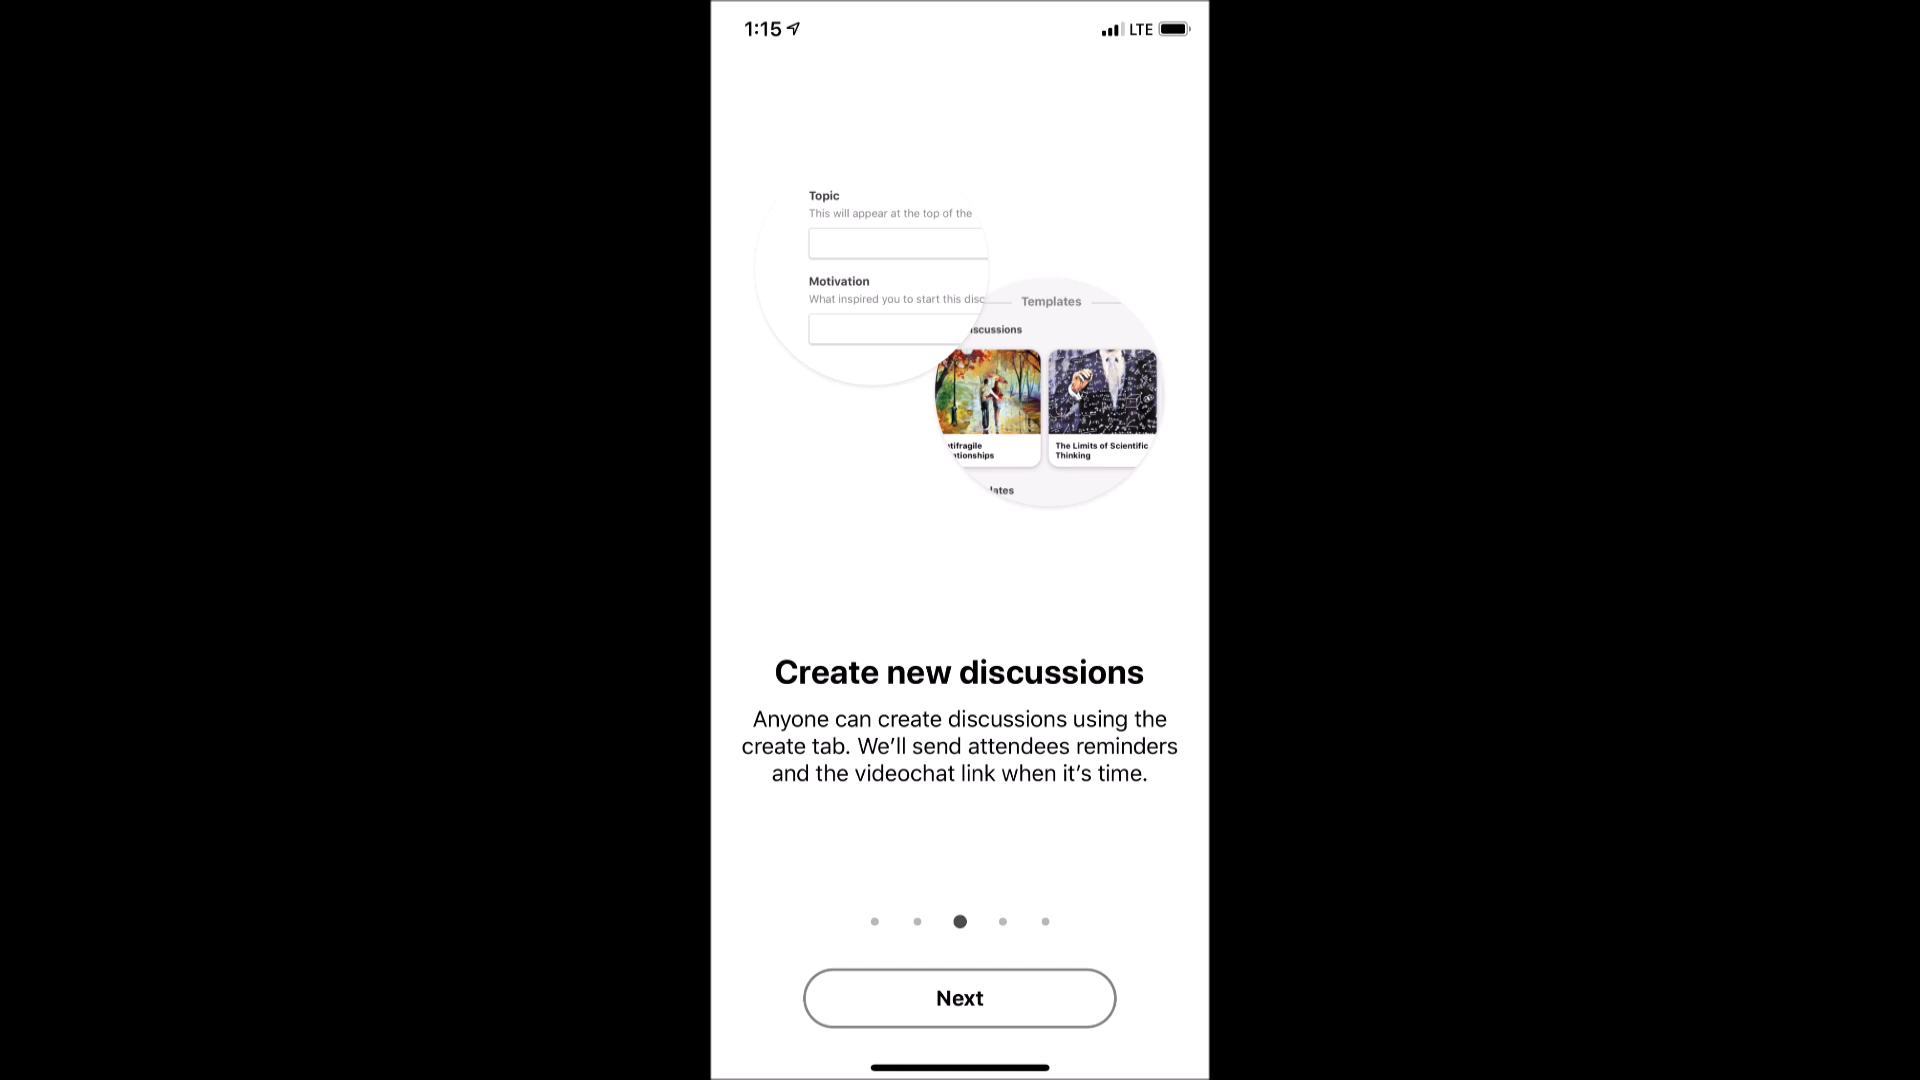 1:15
LTE
Topic
This will appear at the top of the
Motivation
What inspired you to start this disc
Templates
scussions
tifragile
tionships
The Limits of Scientific
Thinking
lates
Create new discussions
Anyone can create discussions using the
create tab. We’ll send attendees reminders
and the videochat link when it’s time.
Next